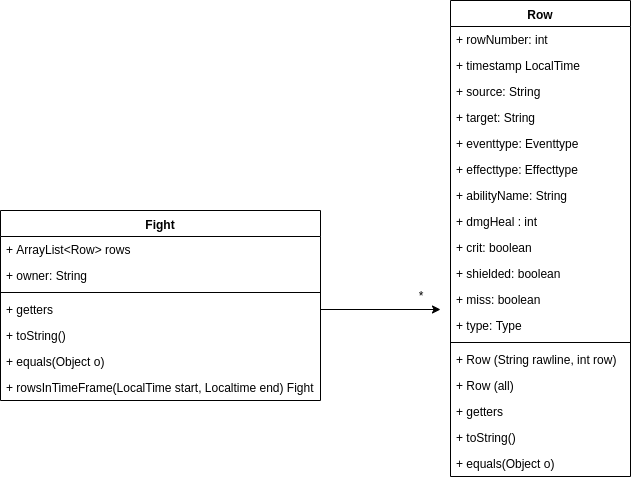 Fight
+ ArrayList<Row> rows
+ owner: String
+ getters
+ toString()
+ equals(Object o)
+ rowsInTimeFrame(LocalTime start, Localtime end) Fight
*
Row
+ rowNumber: int
+ timestamp LocalTime
+ source: String
+ target: String
+ eventtype: Eventtype
+ effecttype: Effecttype
+ abilityName: String
+ dmgHeal : int
+ crit: boolean
+ shielded: boolean
+ miss: boolean
+ type: Type
+ Row (String rawline, int row)
+ Row (all)
+ getters
+ toString()
+ equals(Object o)